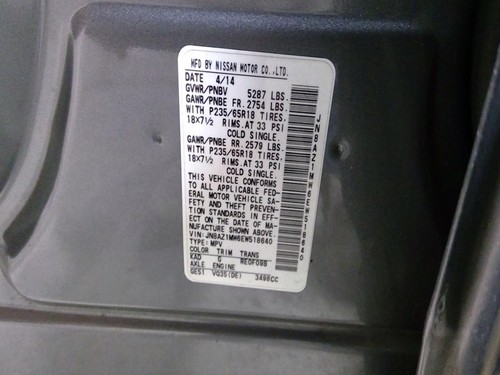 MFD BY NISSAN MOTOR CO.,LTD.
DATE 4/14
GVWR/PNBV 5287 LBS.
GAWR/PNBE FR. 2754 LBS.
WITH P235/65R18 TIRES.
18X7½ RIMS.AT 33 PSI
COLD SINGLE.
GAWR/PNBE RR. 2579 LBS.
WITH P235/65R18 TIRES.
18X7½ RIMS.AT 33 PSI
COLD SINGLE.
THIS VEHICLE CONFORMS
TO ALL APPLICABLE FED-
ERAL MOTOR VEHICLE SA-
FETY AND THEFT PREVEN-
TION STANDARDS IN EFF-
ECT ON THE DATE OF MA-
NUFACTURE SHOWN ABOVE
VIN:JN8AZ1MW6EW518640
TYPE:MPV
COLOR TRIM TRANS
KAD G RE0F09B
AXLE ENGINE
GES1 VQ35(DE) 3498CC
JN8AZ1MW6EW518640